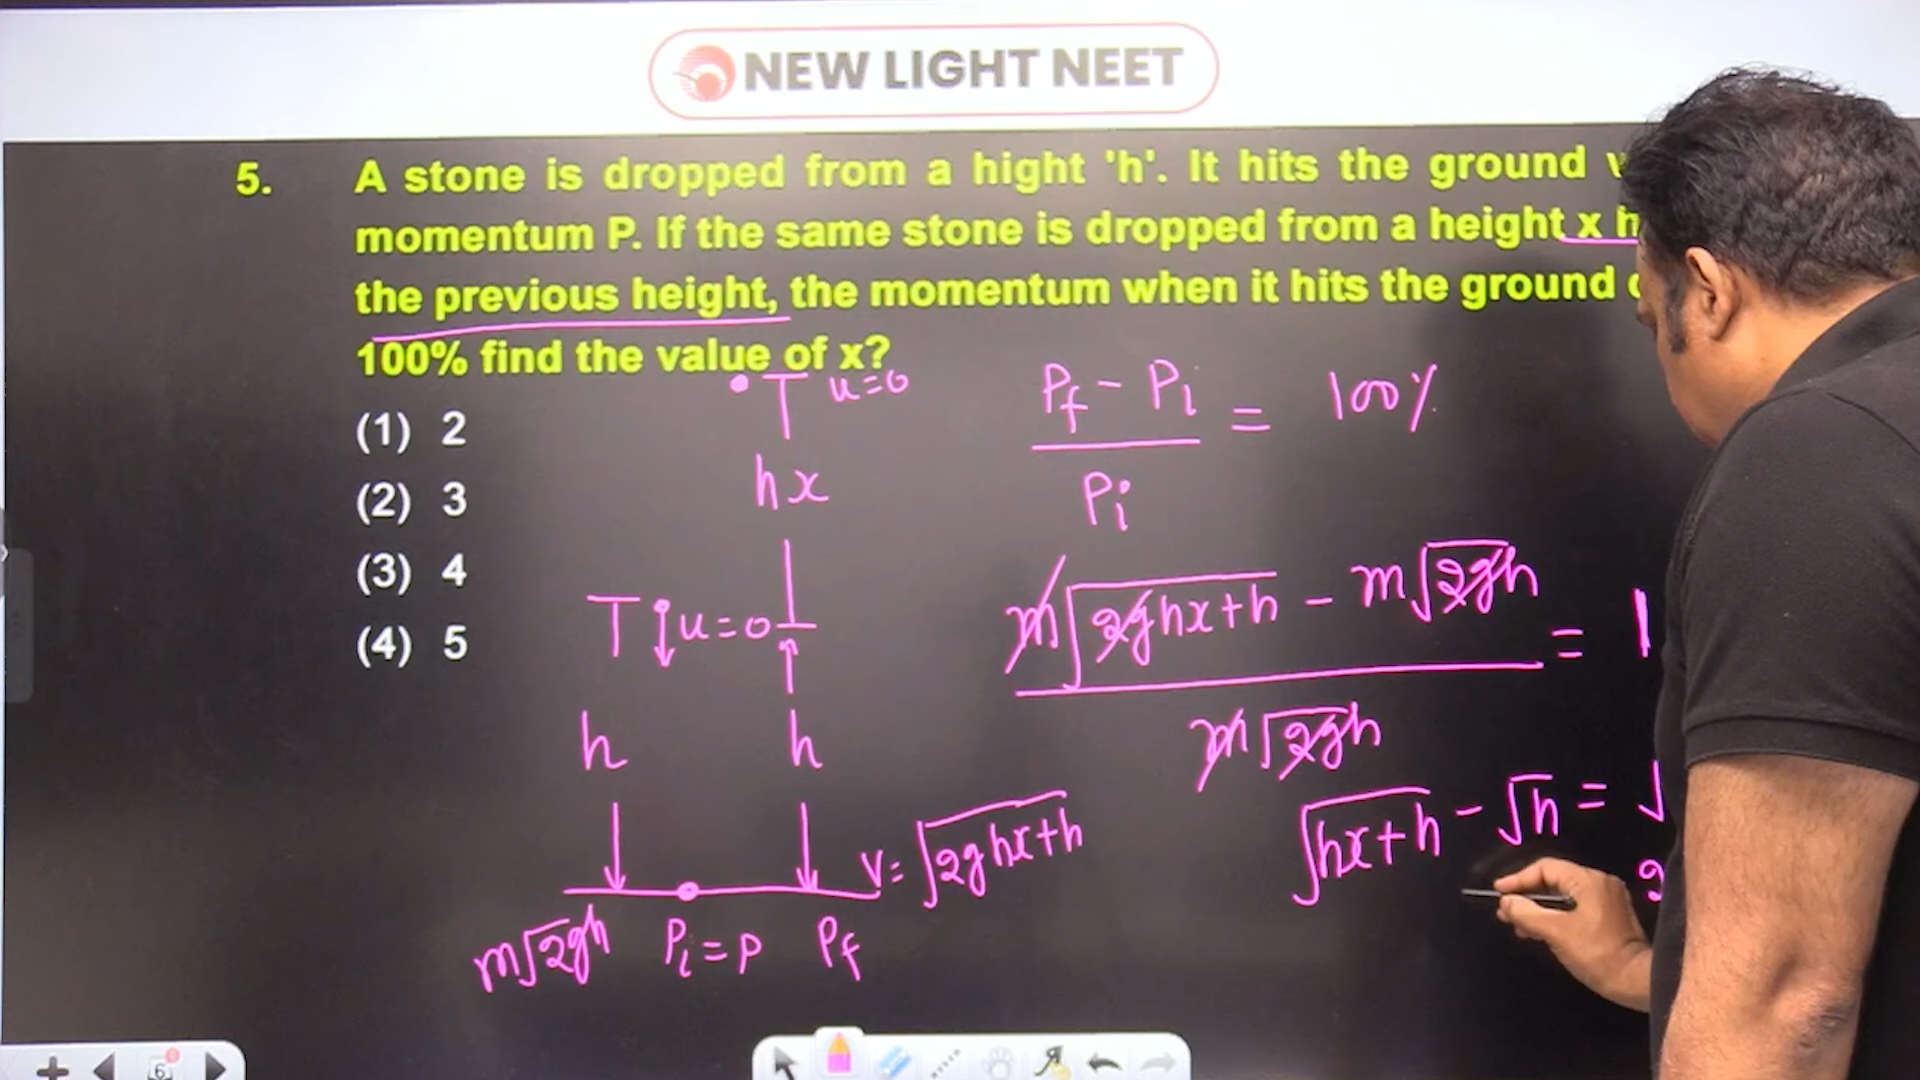 NEW LIGHT NEET
5. A stone is dropped from a hight 'h'. It hits the ground
momentum P. If the same stone is dropped from a height x h
the previous height, the momentum when it hits the ground
100% find the value of x?
(1) 2
(2) 3
(3) 4
(4) 5
u=0
hx
u=0
h
h
V=√2ghx+h
m√2gh
Pi=P
Pf
Pf - Pi = 100%
Pi
m√2ghx+h - m√2gh = 1
m√2gh
√hx+h - √h = √
2
6